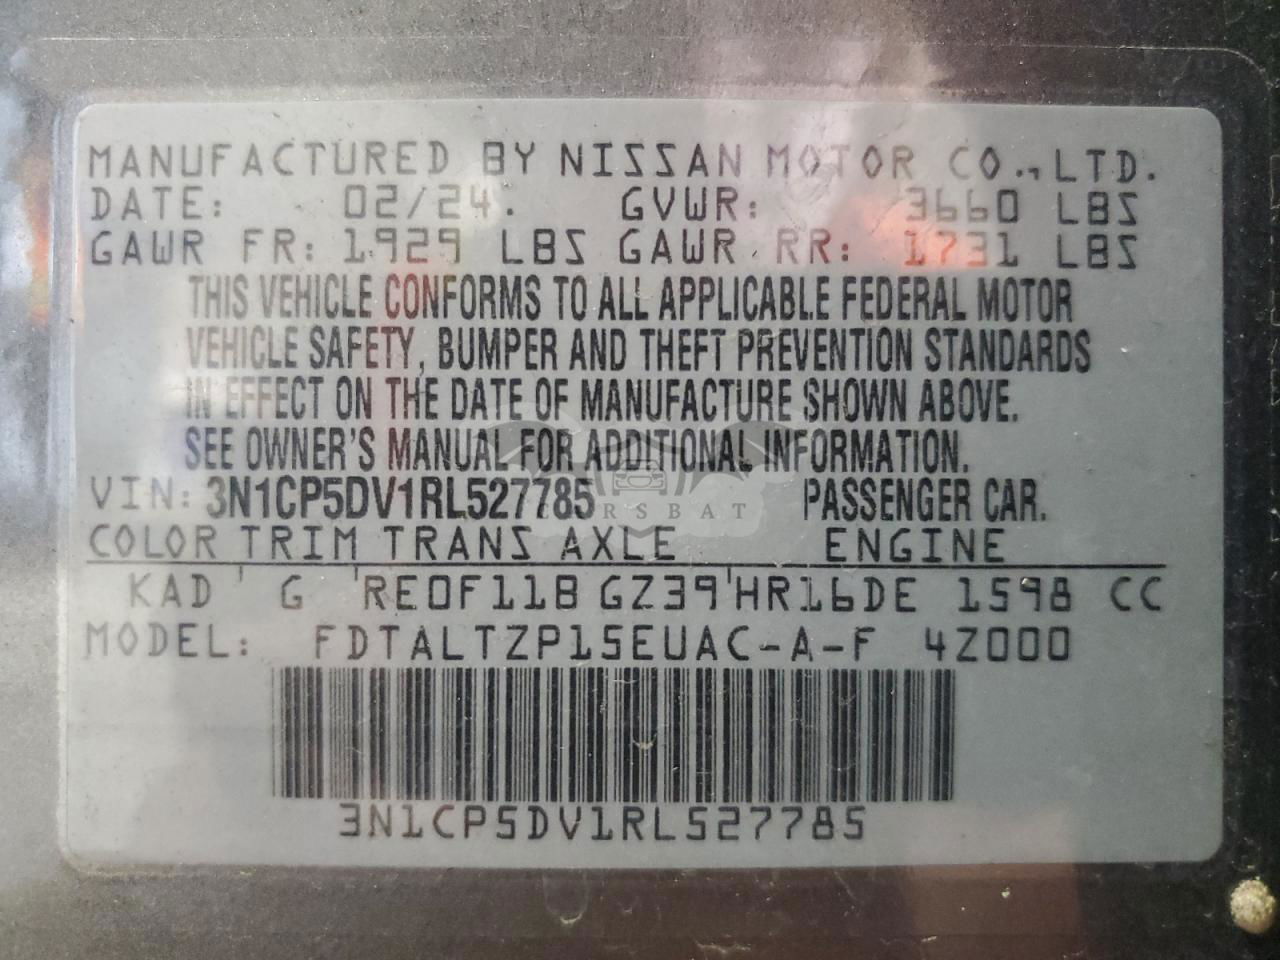 MANUFACTURED BY NISSAN MOTOR CO., LTD.
DATE: 02/24. GVWR: 3660 LBS
GAWR FR: 1929 LBS GAWR RR: 1731 LBS
THIS VEHICLE CONFORMS TO ALL APPLICABLE FEDERAL MOTOR
VEHICLE SAFETY, BUMPER AND THEFT PREVENTION STANDARDS
IN EFFECT ON THE DATE OF MANUFACTURE SHOWN ABOVE.
SEE OWNER'S MANUAL FOR ADDITIONAL INFORMATION.
VIN: 3N1CP5DV1RL527785 PASSENGER CAR.
CARSBAT
COLOR TRIM TRANS AXLE ENGINE
KAD G RE0F11B GZ39 HR16DE 1598 CC
MODEL: FDTALTZP15EUAC-A-F 4Z000
3N1CP5DV1RL527785